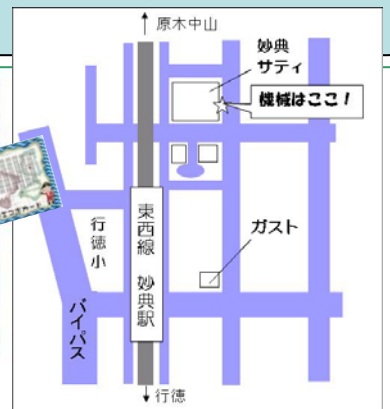 ↑原木中山
妙典
サティ
機械はここ！
東西線 妙典駅
行徳小
ガスト
バイパス
↓行徳